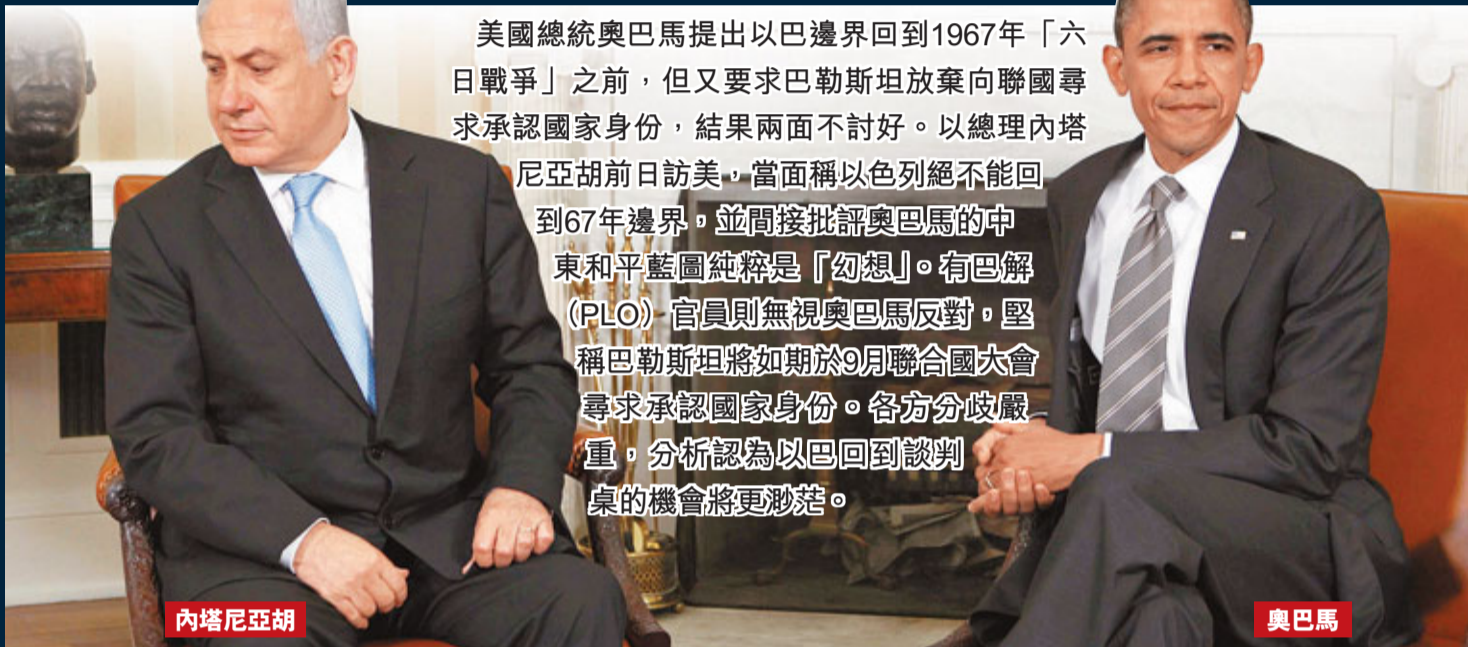 美國總統奧巴馬提出以巴邊界回到1967年「六
日戰爭」之前，但又要求巴勒斯坦放棄向聯國尋
求承認國家身份，結果兩面不討好。以總理內塔
尼亞胡前日訪美，當面稱以色列絕不能回
到67年邊界，並間接批評奧巴馬的中
東和平藍圖純粹是「幻想」。有巴解
（PLO）官員則無視奧巴馬反對，堅
稱巴勒斯坦將如期於9月聯合國大會
尋求承認國家身份。各方分歧嚴
重，分析認為以巴回到談判
桌的機會將更渺茫。
內塔尼亞胡
奧巴馬